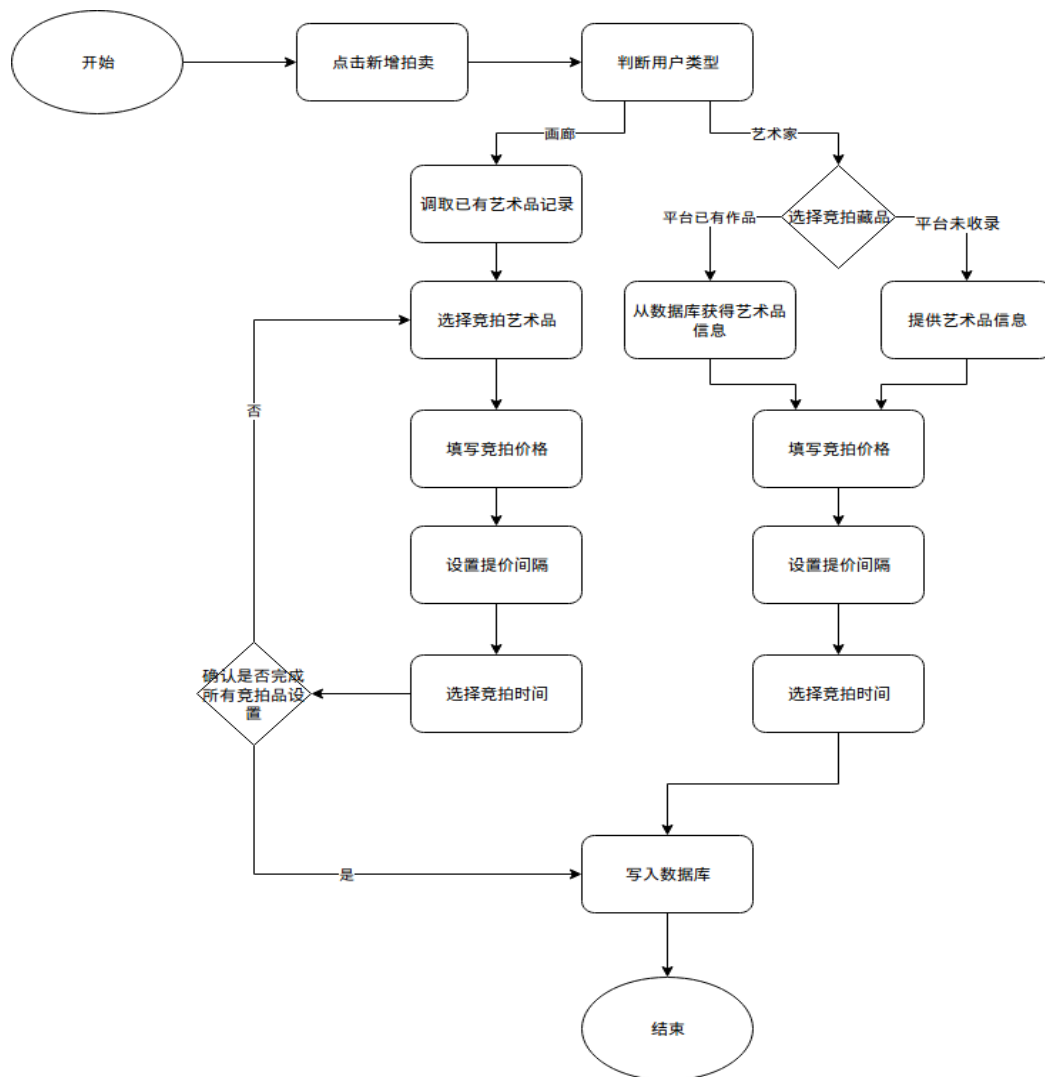 开始
点击新增拍卖
判断用户类型
画廊
艺术家
调取已有艺术品记录
平台已有作品
选择竞拍藏品
平台未收录
选择竞拍艺术品
从数据库获得艺术品
信息
提供艺术品信息
否
填写竞拍价格
填写竞拍价格
设置提价间隔
设置提价间隔
确认是否完成
所有竞拍品设
置
选择竞拍时间
选择竞拍时间
是
写入数据库
结束